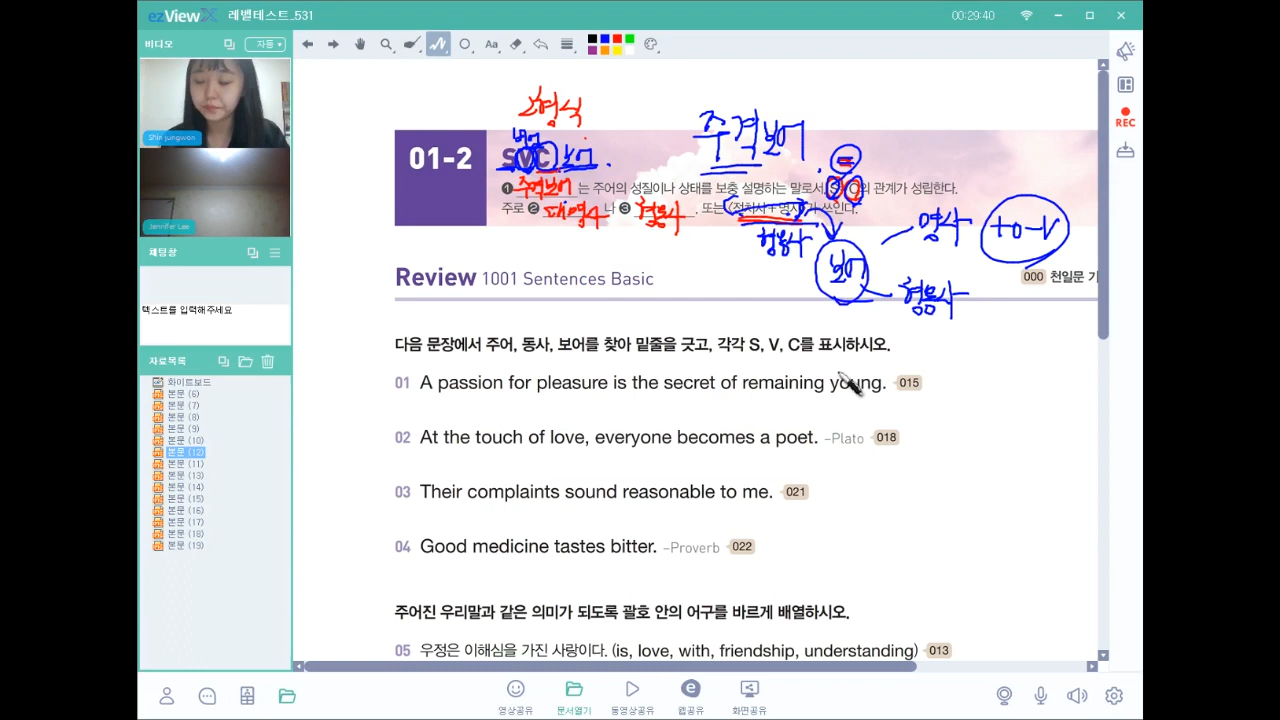 ezViewX 레벨테스트_531 00:29:40
비디오 자동
Shin jungwon
Jennifer Lee
채팅창
텍스트를 입력해주세요
자료목록
화이트보드
본문 (6)
본문 (7)
본문 (8)
본문 (9)
본문 (10)
본문 (12)
본문 (11)
본문 (13)
본문 (14)
본문 (15)
본문 (16)
본문 (17)
본문 (18)
본문 (19)
Aa
REC
2형식
주격보어
01-2 SVC 보어
❶ 주어보어 는 주어의 성질이나 상태를 보충 설명하는 말로서, 의 관계가 성립한다.
주로 ❷ 명사 나 ❸ 형용사, 또는 <전치사+명사>가 쓰인다.
형용사
보어
명사
to-V
형용사
Review 1001 Sentences Basic
000 천일문 기
다음 문장에서 주어, 동사, 보어를 찾아 밑줄을 긋고, 각각 S, V, C를 표시하시오.
01 A passion for pleasure is the secret of remaining young. 015
02 At the touch of love, everyone becomes a poet. –Plato 018
03 Their complaints sound reasonable to me. 021
04 Good medicine tastes bitter. –Proverb 022
주어진 우리말과 같은 의미가 되도록 괄호 안의 어구를 바르게 배열하시오.
05 우정은 이해심을 가진 사랑이다. (is, love, with, friendship, understanding) 013
영상공유 문서열기 동영상공유 웹공유 화면공유